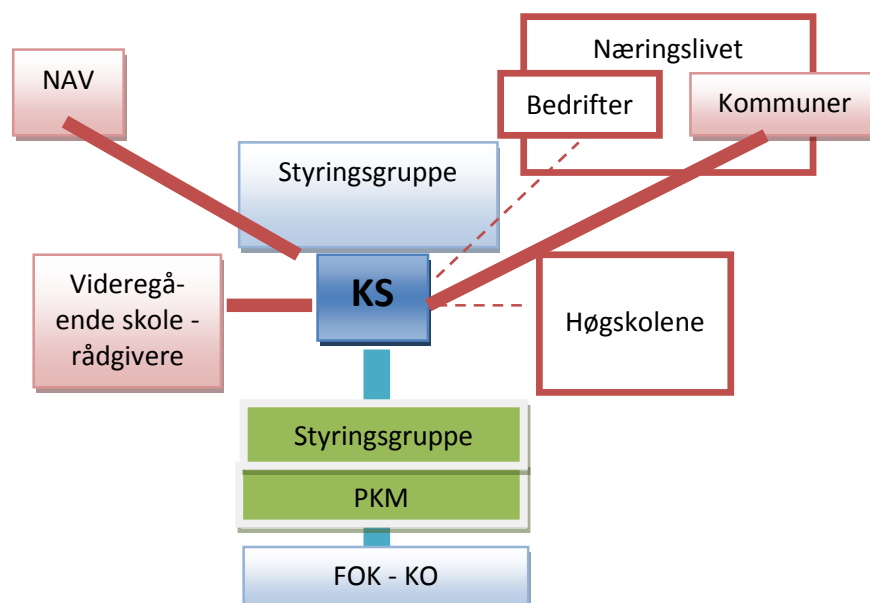 NAV
Næringslivet
Bedrifter
Kommuner
Styringsgruppe
KS
Videregå-
ende skole -
rådgivere
Høgskolene
Styringsgruppe
PKM
FOK - KO